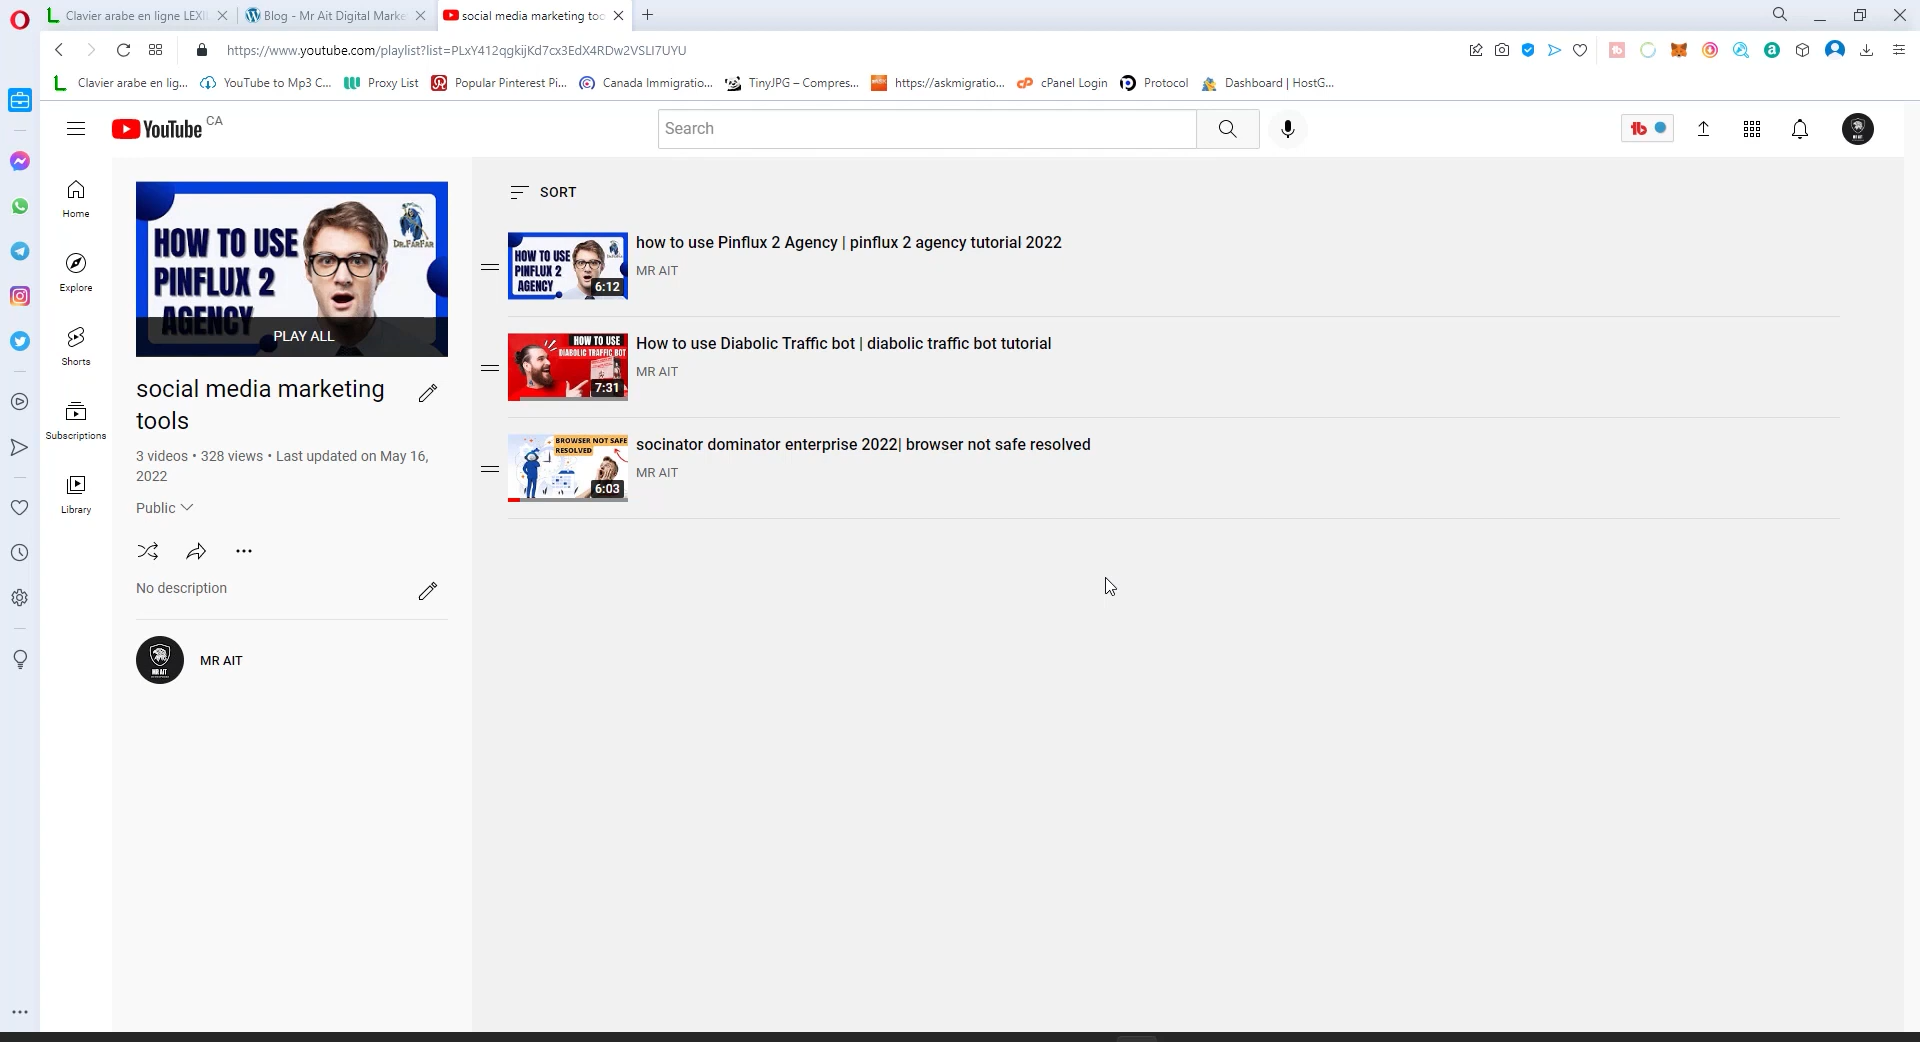 Clavier arabe en ligne LEXI
Blog - Mr Ait Digital Marke
social media marketing too
https://www.youtube.com/playlist?list=PLxY412qgkijKd7cx3EdX4RDw2VSLI7UYU
Clavier arabe en lig...
YouTube to Mp3 C...
Proxy List
Popular Pinterest Pi...
Canada Immigratio...
TinyJPG – Compres...
https://askmigratio...
cPanel Login
Protocol
Dashboard | HostG...
YouTube CA
Search
Home
Explore
Shorts
Subscriptions
Library
HOW TO USE
PINFLUX 2
AGENCY
DR.FARFAR
PLAY ALL
social media marketing
tools
3 videos • 328 views • Last updated on May 16,
2022
Public
No description
MR AIT
MR AIT
SORT
HOW TO USE
PINFLUX 2
AGENCY
6:12
how to use Pinflux 2 Agency | pinflux 2 agency tutorial 2022
MR AIT
HOW TO USE
DIABOLIC TRAFFIC BOT
7:31
How to use Diabolic Traffic bot | diabolic traffic bot tutorial
MR AIT
BROWSER NOT SAFE
RESOLVED
6:03
socinator dominator enterprise 2022| browser not safe resolved
MR AIT